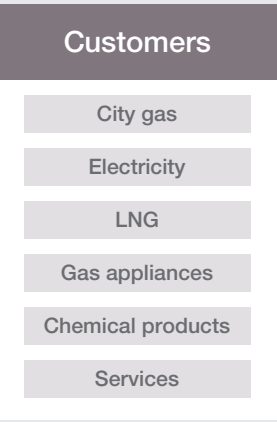 Customers
City gas
Electricity
LNG
Gas appliances
Chemical products
Services